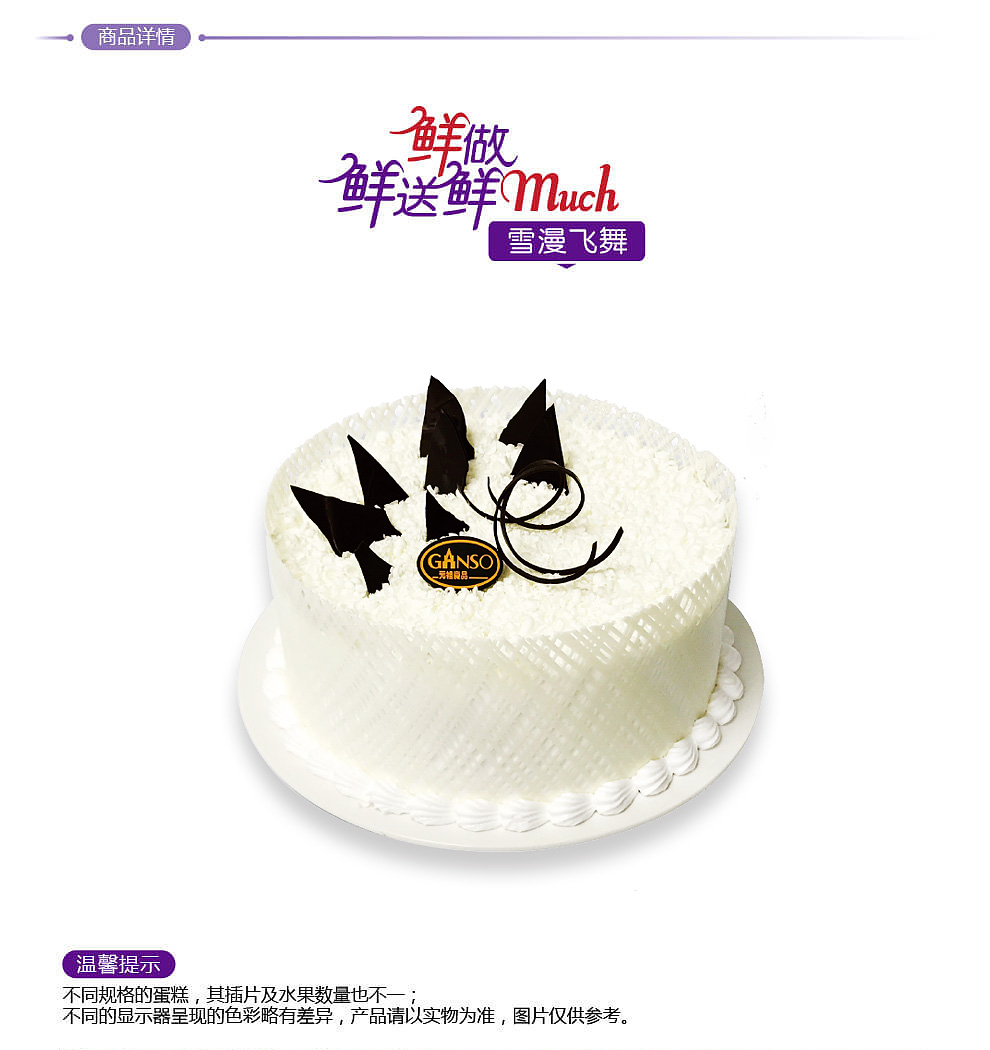 商品详情
鲜做
鲜送鲜Much
雪漫飞舞
GANSO
元祖良品
温馨提示
不同规格的蛋糕，其插片及水果数量也不一；
不同的显示器呈现的色彩略有差异，产品请以实物为准，图片仅供参考。